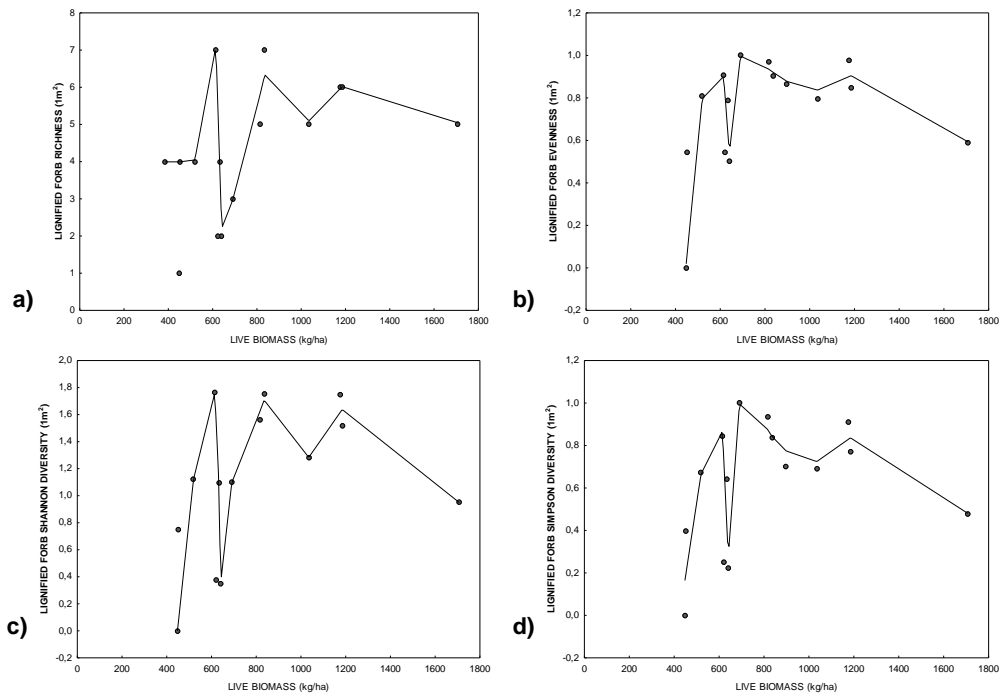 LIGNIFIED FORB RICHNESS (1m²)
8
7
6
5
4
3
2
1
0
0 200 400 600 800 1000 1200 1400 1600 1800
LIVE BIOMASS (kg/ha)
a)
LIGNIFIED FORB EVENNESS (1m²)
1,2
1,0
0,8
0,6
0,4
0,2
0,0
-0,2
0 200 400 600 800 1000 1200 1400 1600 1800
LIVE BIOMASS (kg/ha)
b)
LIGNIFIED FORB SHANNON DIVERSITY (1m²)
2,0
1,8
1,6
1,4
1,2
1,0
0,8
0,6
0,4
0,2
0,0
-0,2
0 200 400 600 800 1000 1200 1400 1600 1800
LIVE BIOMASS (kg/ha)
c)
LIGNIFIED FORB SIMPSON DIVERSITY (1m²)
1,2
1,0
0,8
0,6
0,4
0,2
0,0
-0,2
0 200 400 600 800 1000 1200 1400 1600 1800
LIVE BIOMASS (kg/ha)
d)